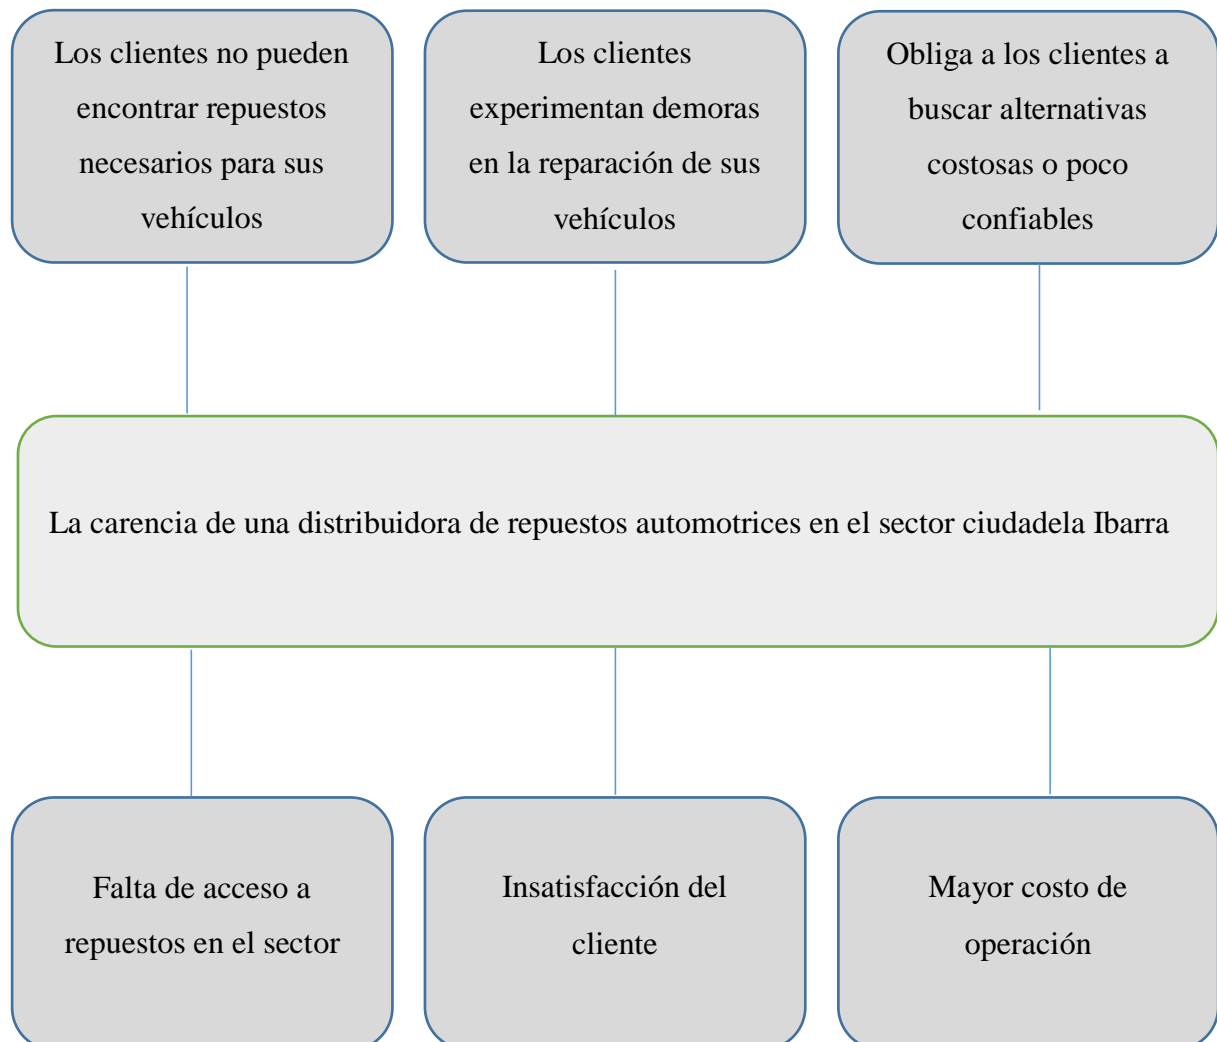 Los clientes no pueden
encontrar repuestos
necesarios para sus
vehículos
Los clientes
experimentan demoras
en la reparación de sus
vehículos
Obliga a los clientes a
buscar alternativas
costosas o poco
confiables
La carencia de una distribuidora de repuestos automotrices en el sector ciudadela Ibarra
Falta de acceso a
repuestos en el sector
Insatisfacción del
cliente
Mayor costo de
operación